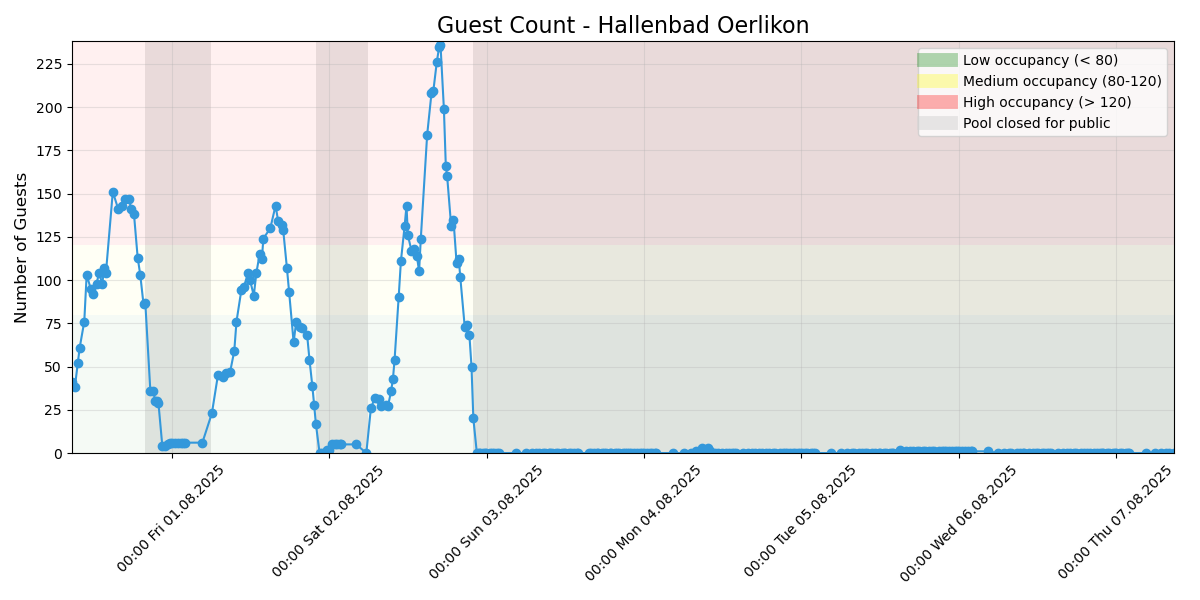 Guest Count - Hallenbad Oerlikon
Number of Guests
225
200
175
150
125
100
75
50
25
0
Low occupancy (< 80)
Medium occupancy (80-120)
High occupancy (> 120)
Pool closed for public
00:00 Fri 01.08.2025
00:00 Sat 02.08.2025
00:00 Sun 03.08.2025
00:00 Mon 04.08.2025
00:00 Tue 05.08.2025
00:00 Wed 06.08.2025
00:00 Thu 07.08.2025